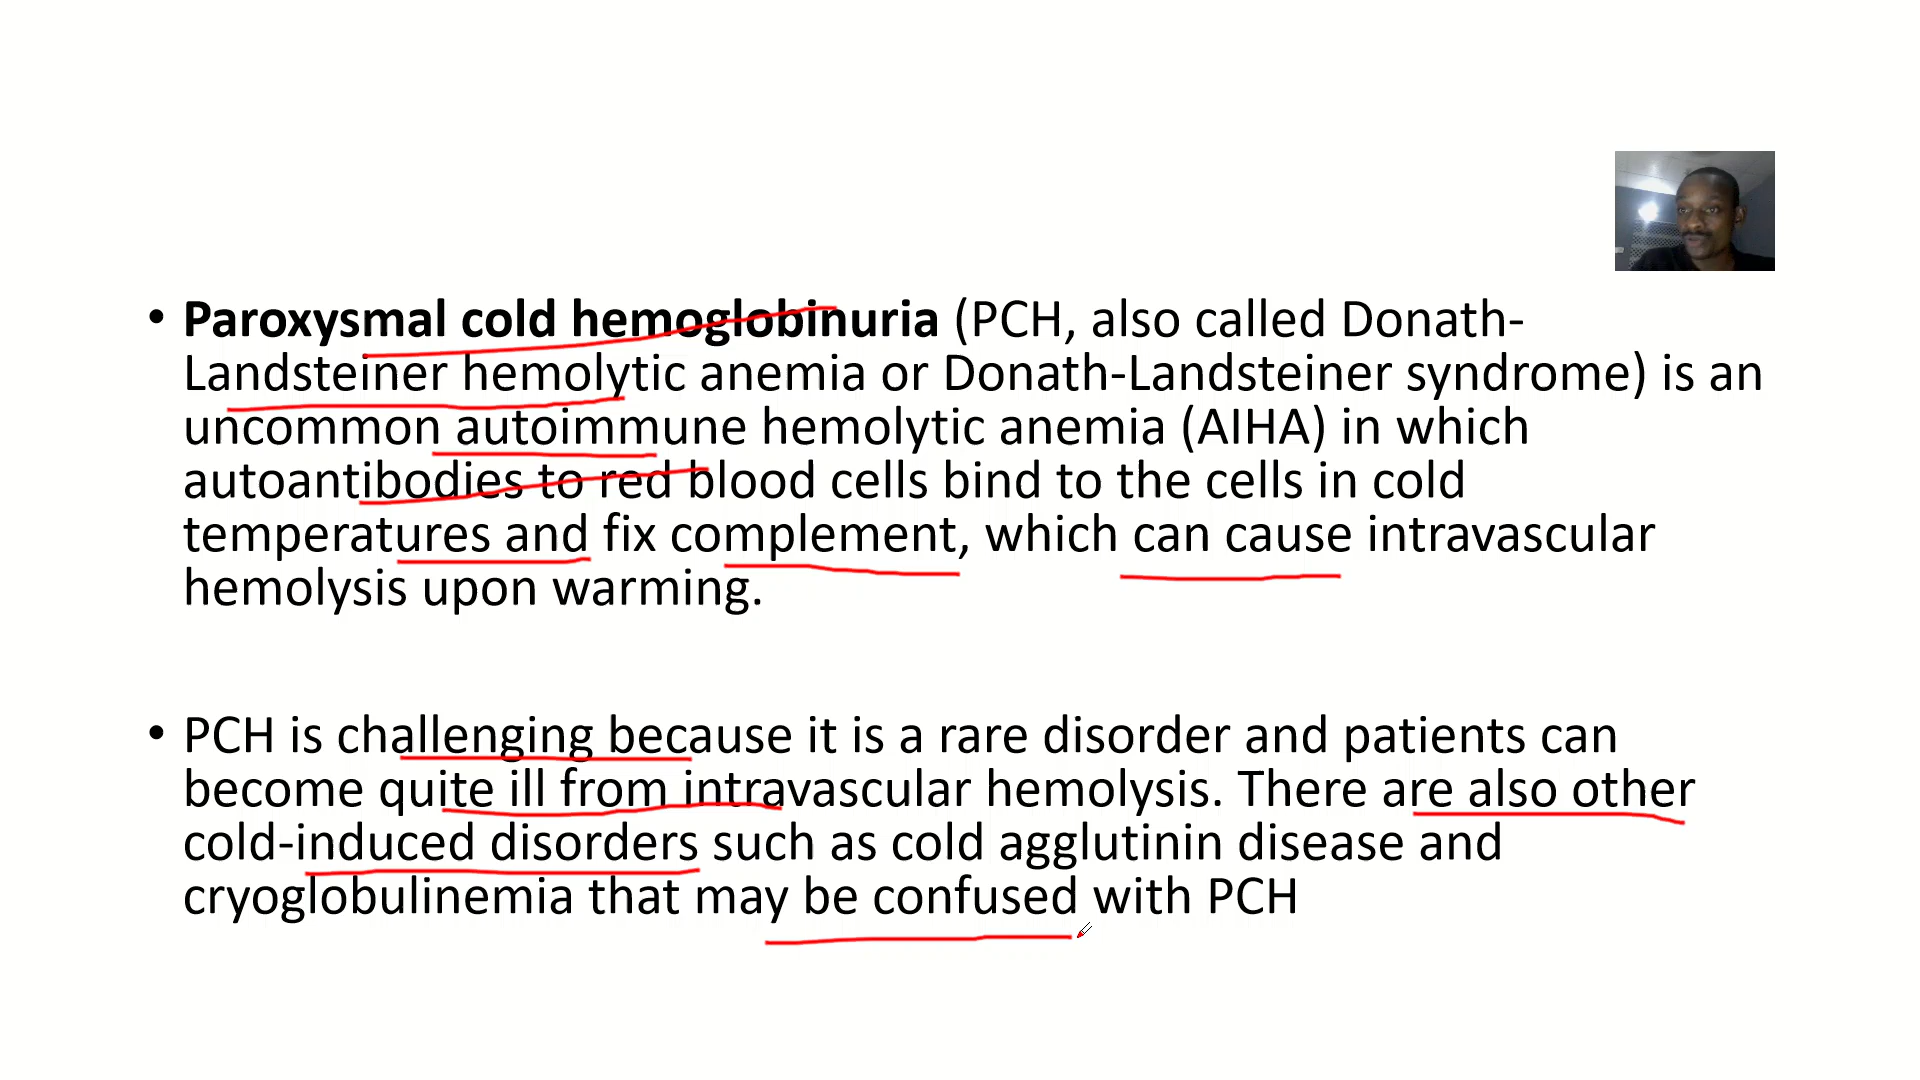 • Paroxysmal cold hemoglobinuria (PCH, also called Donath-
Landsteiner hemolytic anemia or Donath-Landsteiner syndrome) is an
uncommon autoimmune hemolytic anemia (AIHA) in which
autoantibodies to red blood cells bind to the cells in cold
temperatures and fix complement, which can cause intravascular
hemolysis upon warming.
• PCH is challenging because it is a rare disorder and patients can
become quite ill from intravascular hemolysis. There are also other
cold-induced disorders such as cold agglutinin disease and
cryoglobulinemia that may be confused with PCH